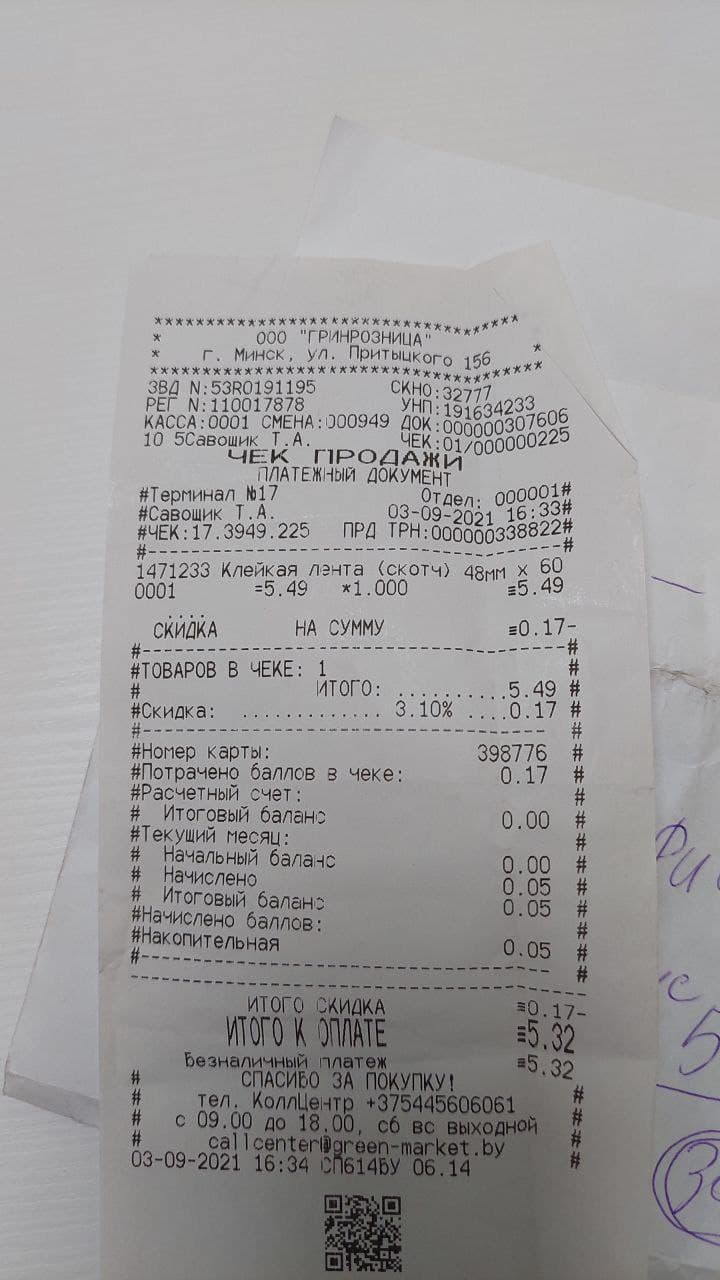 ************************************
* ООО "ГРИНРОЗНИЦА"
* г. Минск, ул. Притыцкого 156 *
************************************
ЗВД N:53R0191195 СКНО:32777
РЕГ N:110017878 УНП:191634233
КАССА:0001 СМЕНА:000949 ДОК:000000307606
10 5Савощик Т.А. ЧЕК:01/000000225
ЧЕК ПРОДАЖИ
ПЛАТЕЖНЫЙ ДОКУМЕНТ
#Терминал №17 Отдел: 000001#
#Савощик Т.А. 03-09-2021 16:33#
#ЧЕК:17.3949.225 ПРД ТРН:000000338822#
#--------------------------------------#
1471233 Клейкая лента (скотч) 48мм x 60
0001 =5.49 *1.000 ≡5.49
СКИДКА НА СУММУ ≡0.17-
#--------------------------------------#
#ТОВАРОВ В ЧЕКЕ: 1 #
# ИТОГО: ..........5.49 #
#Скидка: ............. 3.10% ....0.17 #
#-------------------------------------- #
#Номер карты: 398776 #
#Потрачено баллов в чеке: 0.17 #
#Расчетный счет: #
# Итоговый баланс 0.00 #
#Текущий месяц: #
# Начальный баланс 0.00 #
# Начислено 0.05 #
# Итоговый баланс 0.05 #
#Начислено баллов: #
#Накопительная 0.05 #
#-------------------------------------- #
----------------------------------------
ИТОГО СКИДКА ≡0.17-
ИТОГО К ОПЛАТЕ ≡5.32
Безналичный платеж ≡5.32
# СПАСИБО ЗА ПОКУПКУ! #
# тел. КоллЦентр +375445606061 #
# с 09.00 до 18.00, сб вс выходной #
# callcenter@green-market.by #
03-09-2021 16:34 СП614БУ 06.14